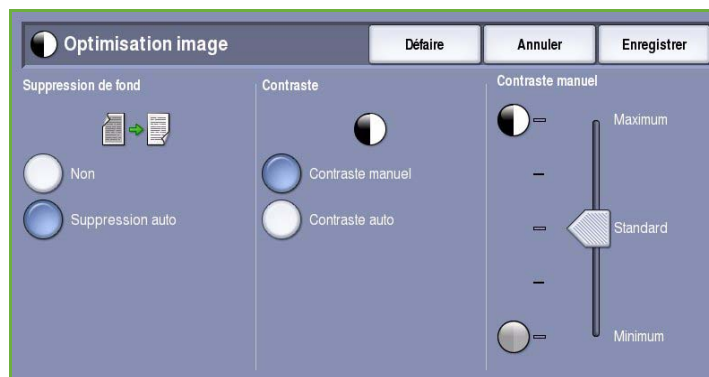 Optimisation image
Défaire
Annuler
Enregistrer
Suppression de fond
Non
Suppression auto
Contraste
Contraste manuel
Contraste auto
Contraste manuel
Maximum
Standard
Minimum